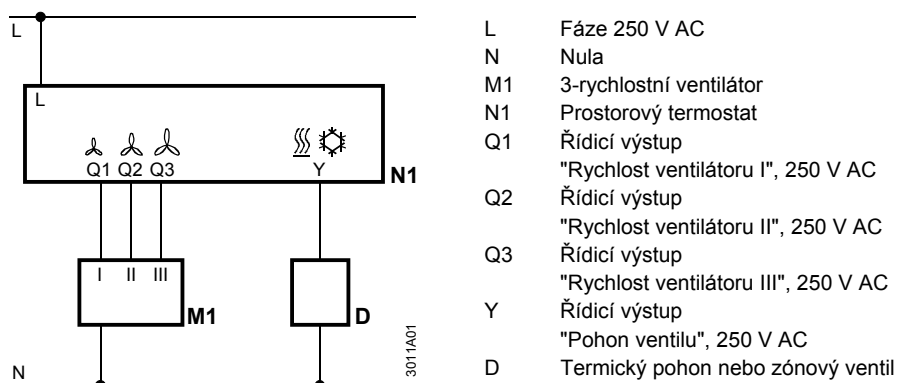 L
L
Q1 Q2 Q3
Y
N1
I II III
M1
D
N
3011A01
L Fáze 250 V AC
N Nula
M1 3-rychlostní ventilátor
N1 Prostorový termostat
Q1 Řídicí výstup
"Rychlost ventilátoru I", 250 V AC
Q2 Řídicí výstup
"Rychlost ventilátoru II", 250 V AC
Q3 Řídicí výstup
"Rychlost ventilátoru III", 250 V AC
Y Řídicí výstup
"Pohon ventilu", 250 V AC
D Termický pohon nebo zónový ventil